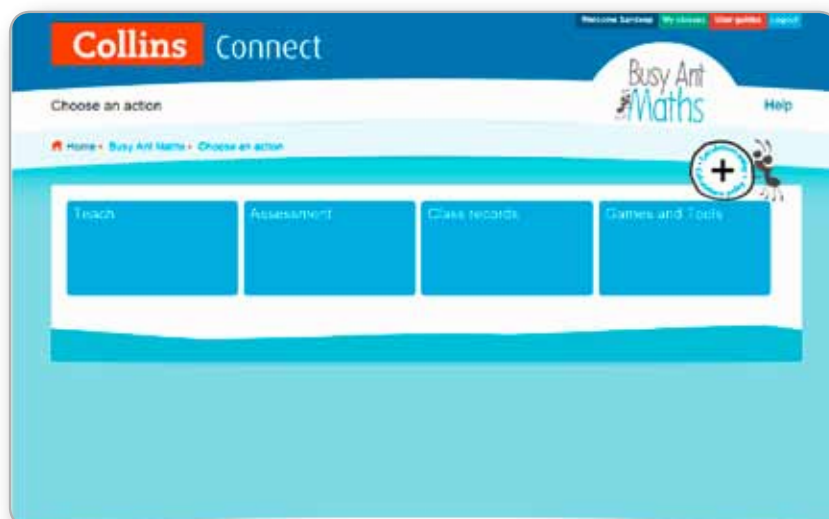 Welcome Sandeep My classes User guides Logout
Collins Connect
Busy Ant
Maths
Choose an action
Help
Home • Busy Ant Maths • Choose an action
+
Teach
Assessment
Class records
Games and Tools